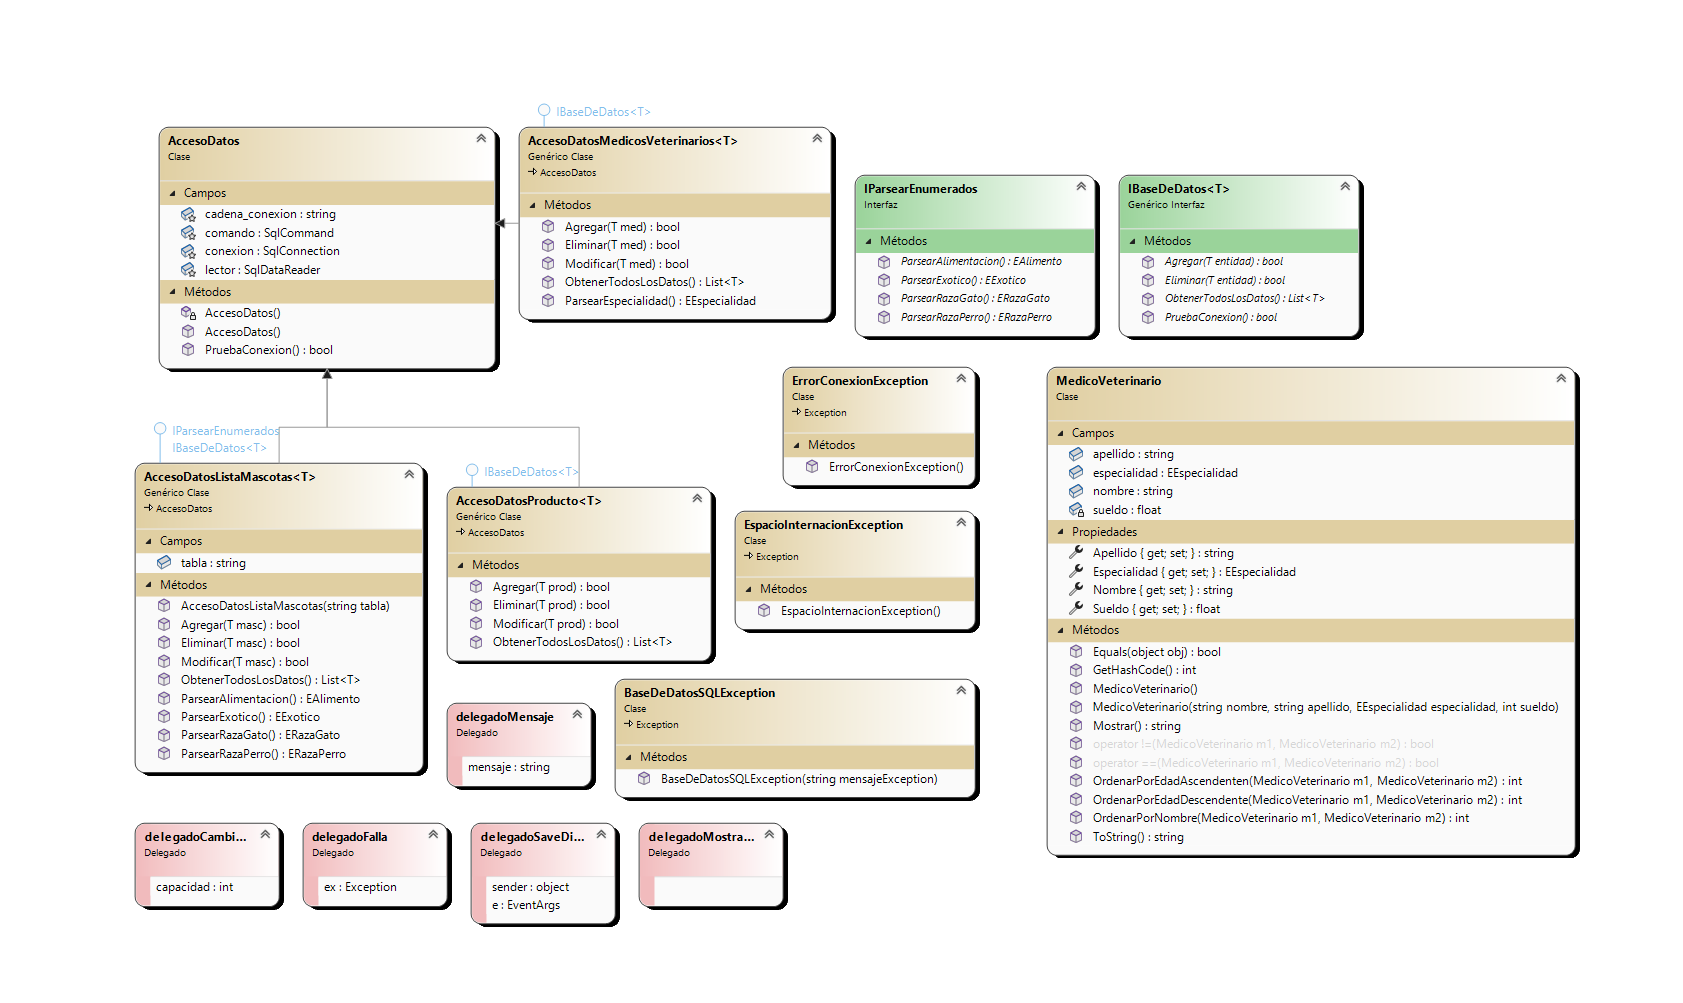 IBaseDeDatos<T>
AccesoDatos
Clase
Campos
cadena_conexion : string
comando : SqlCommand
conexion : SqlConnection
lector : SqlDataReader
Métodos
AccesoDatos()
AccesoDatos()
PruebaConexion() : bool
AccesoDatosMedicosVeterinarios<T>
Genérico Clase
AccesoDatos
Métodos
Agregar(T med) : bool
Eliminar(T med) : bool
Modificar(T med) : bool
ObtenerTodosLosDatos() : List<T>
ParsearEspecialidad() : EEspecialidad
IParsearEnumerados
Interfaz
Métodos
ParsearAlimentacion() : EAlimento
ParsearExotico() : EExotico
ParsearRazaGato() : ERazaGato
ParsearRazaPerro() : ERazaPerro
IBaseDeDatos<T>
Genérico Interfaz
Métodos
Agregar(T entidad) : bool
Eliminar(T entidad) : bool
ObtenerTodosLosDatos() : List<T>
PruebaConexion() : bool
IParsearEnumerados
IBaseDeDatos<T>
AccesoDatosListaMascotas<T>
Genérico Clase
AccesoDatos
Campos
tabla : string
Métodos
AccesoDatosListaMascotas(string tabla)
Agregar(T masc) : bool
Eliminar(T masc) : bool
Modificar(T masc) : bool
ObtenerTodosLosDatos() : List<T>
ParsearAlimentacion() : EAlimento
ParsearExotico() : EExotico
ParsearRazaGato() : ERazaGato
ParsearRazaPerro() : ERazaPerro
IBaseDeDatos<T>
AccesoDatosProducto<T>
Genérico Clase
AccesoDatos
Métodos
Agregar(T prod) : bool
Eliminar(T prod) : bool
Modificar(T prod) : bool
ObtenerTodosLosDatos() : List<T>
ErrorConexionException
Clase
Exception
Métodos
ErrorConexionException()
EspacioInternacionException
Clase
Exception
Métodos
EspacioInternacionException()
BaseDeDatosSQLException
Clase
Exception
Métodos
BaseDeDatosSQLException(string mensajeException)
MedicoVeterinario
Clase
Campos
apellido : string
especialidad : EEspecialidad
nombre : string
sueldo : float
Propiedades
Apellido { get; set; } : string
Especialidad { get; set; } : EEspecialidad
Nombre { get; set; } : string
Sueldo { get; set; } : float
Métodos
Equals(object obj) : bool
GetHashCode() : int
MedicoVeterinario()
MedicoVeterinario(string nombre, string apellido, EEspecialidad especialidad, int sueldo)
Mostrar() : string
operator !=(MedicoVeterinario m1, MedicoVeterinario m2) : bool
operator ==(MedicoVeterinario m1, MedicoVeterinario m2) : bool
OrdenarPorEdadAscendenten(MedicoVeterinario m1, MedicoVeterinario m2) : int
OrdenarPorEdadDescendente(MedicoVeterinario m1, MedicoVeterinario m2) : int
OrdenarPorNombre(MedicoVeterinario m1, MedicoVeterinario m2) : int
ToString() : string
delegadoMensaje
Delegado
mensaje : string
delegadoCambi...
Delegado
capacidad : int
delegadoFalla
Delegado
ex : Exception
delegadoSaveDi...
Delegado
sender : object
e : EventArgs
delegadoMostra...
Delegado